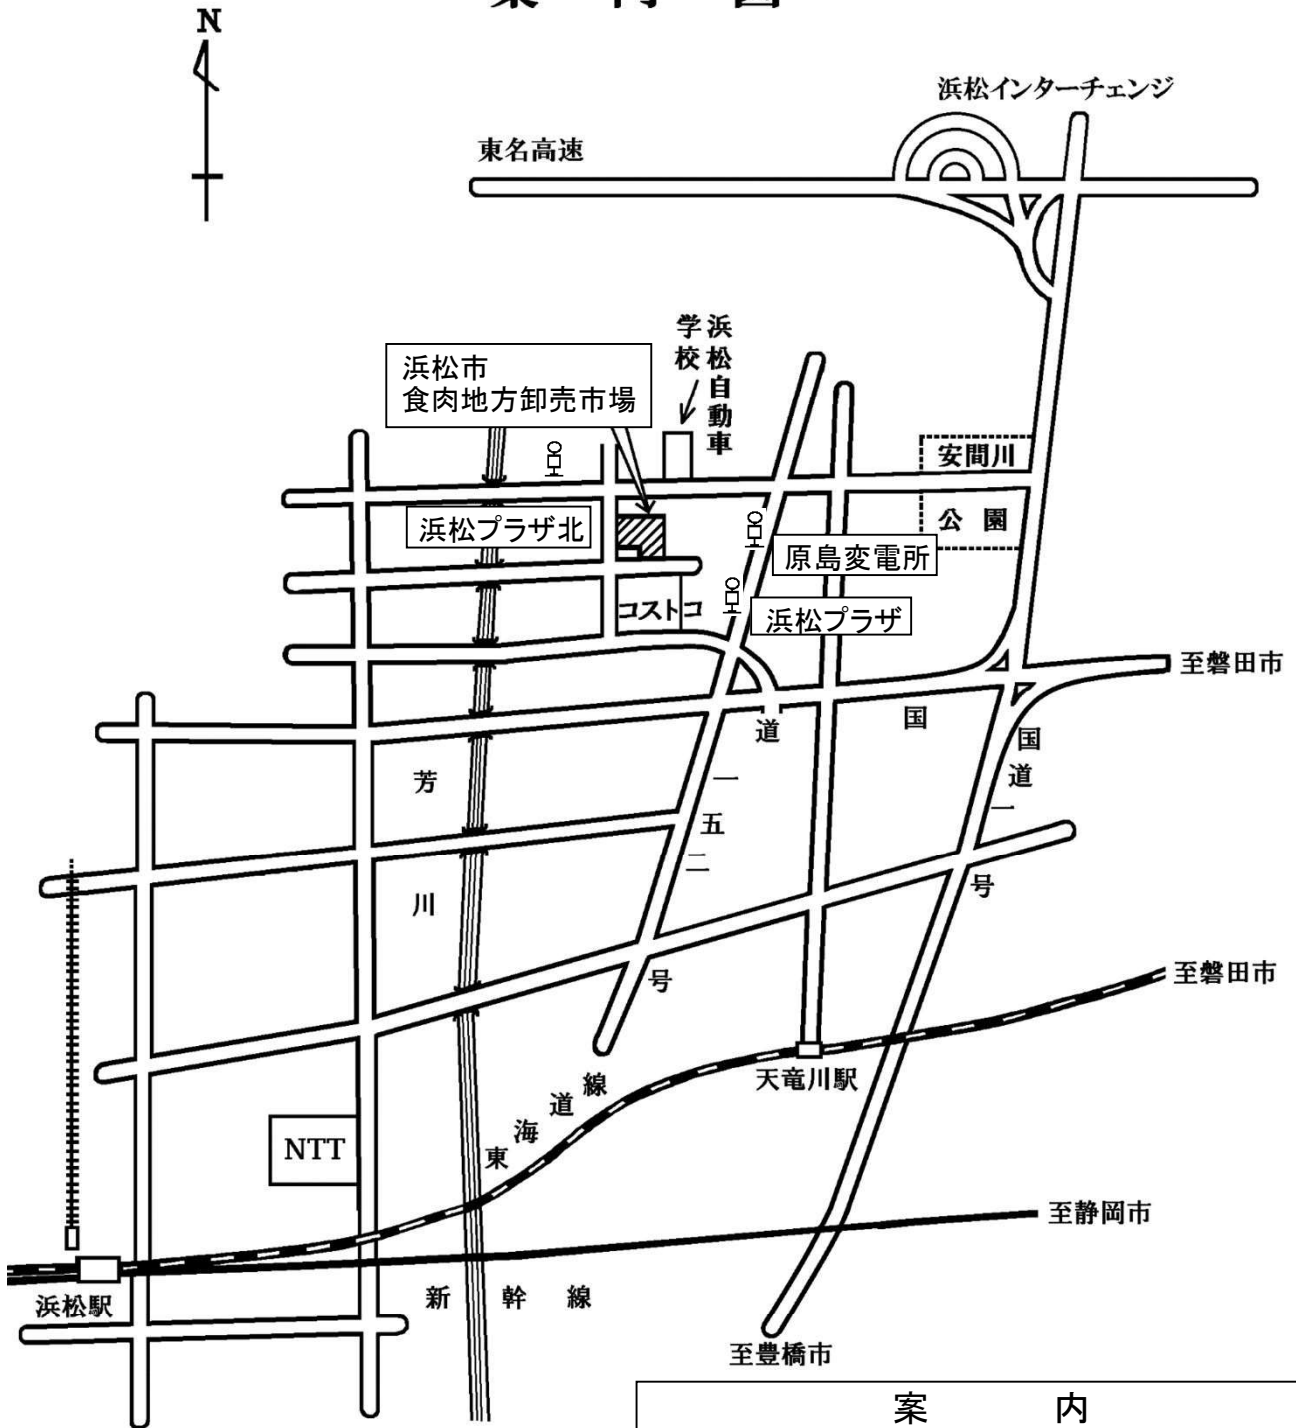 案内図
N
浜松インターチェンジ
東名高速
浜松自動車
学校
浜松市
食肉地方卸売市場
安間川
公園
浜松プラザ北
原島変電所
コストコ
浜松プラザ
至磐田市
国道一五二号
国道一号
芳川
至磐田市
天竜川駅
東海道線
NTT
至静岡市
浜松駅
新幹線
至豊橋市
案内